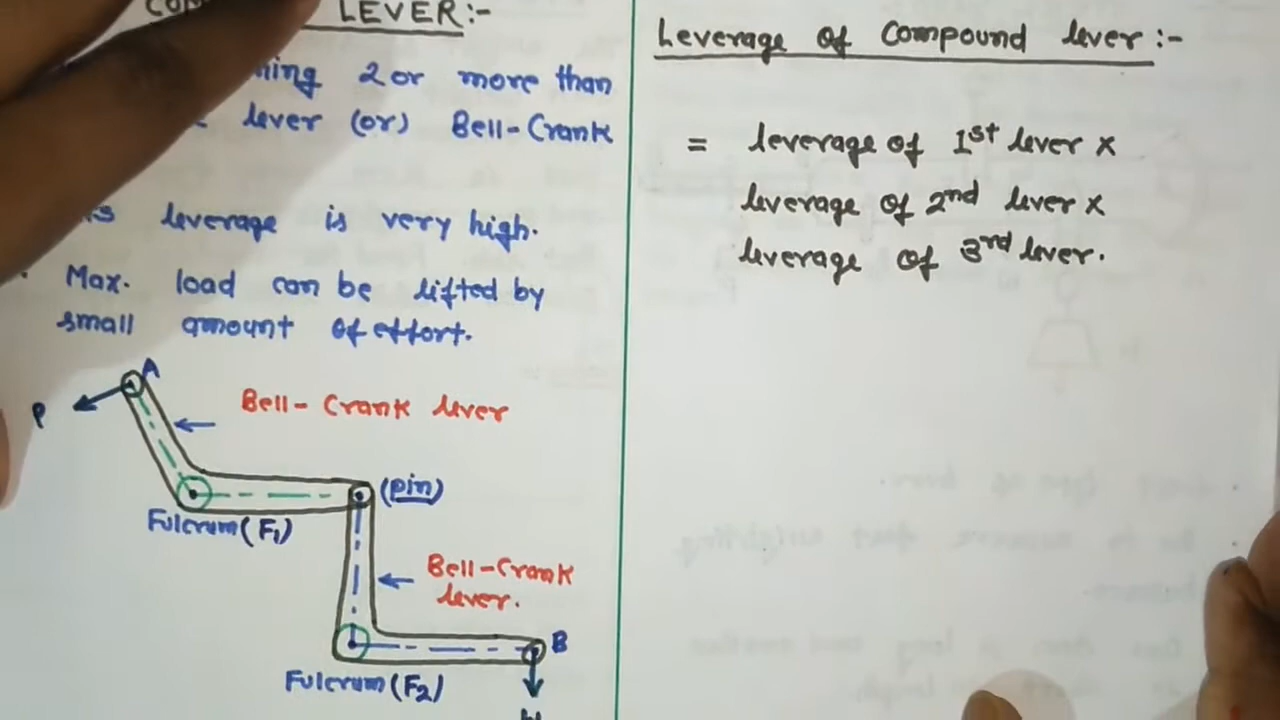 LEVER:-
2 or more than
lever (or) Bell-Crank
leverage is very high.
Max. load can be lifted by
small amount of effort.
A
P
Bell-Crank lever
(pin)
Fulcrum(F1)
Bell-Crank
lever.
B
Fulcrum(F2)
Leverage of Compound lever:-
= leverage of 1st lever x
leverage of 2nd lever x
leverage of 3rd lever.